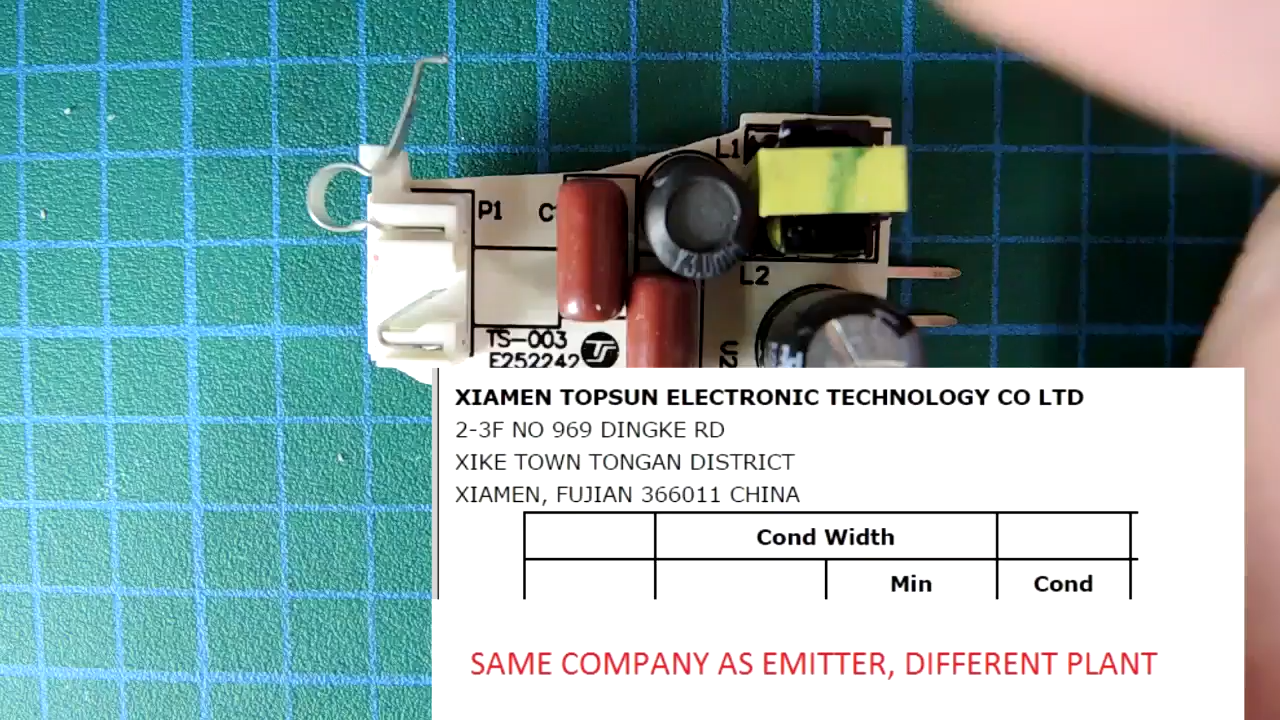 L1
P1
C
L2
TS-003
E252242
TS
U2
XIAMEN TOPSUN ELECTRONIC TECHNOLOGY CO LTD
2-3F NO 969 DINGKE RD
XIKE TOWN TONGAN DISTRICT
XIAMEN, FUJIAN 366011 CHINA
Cond Width
Min
Cond
SAME COMPANY AS EMITTER, DIFFERENT PLANT